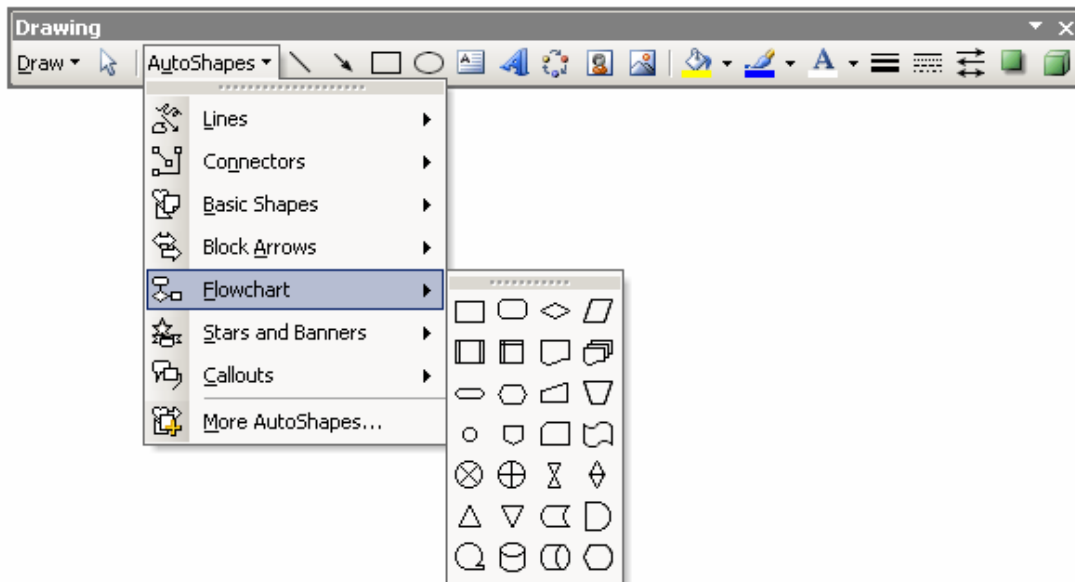 Drawing
Draw AutoShapes
Lines
Connectors
Basic Shapes
Block Arrows
Flowchart
Stars and Banners
Callouts
More AutoShapes...